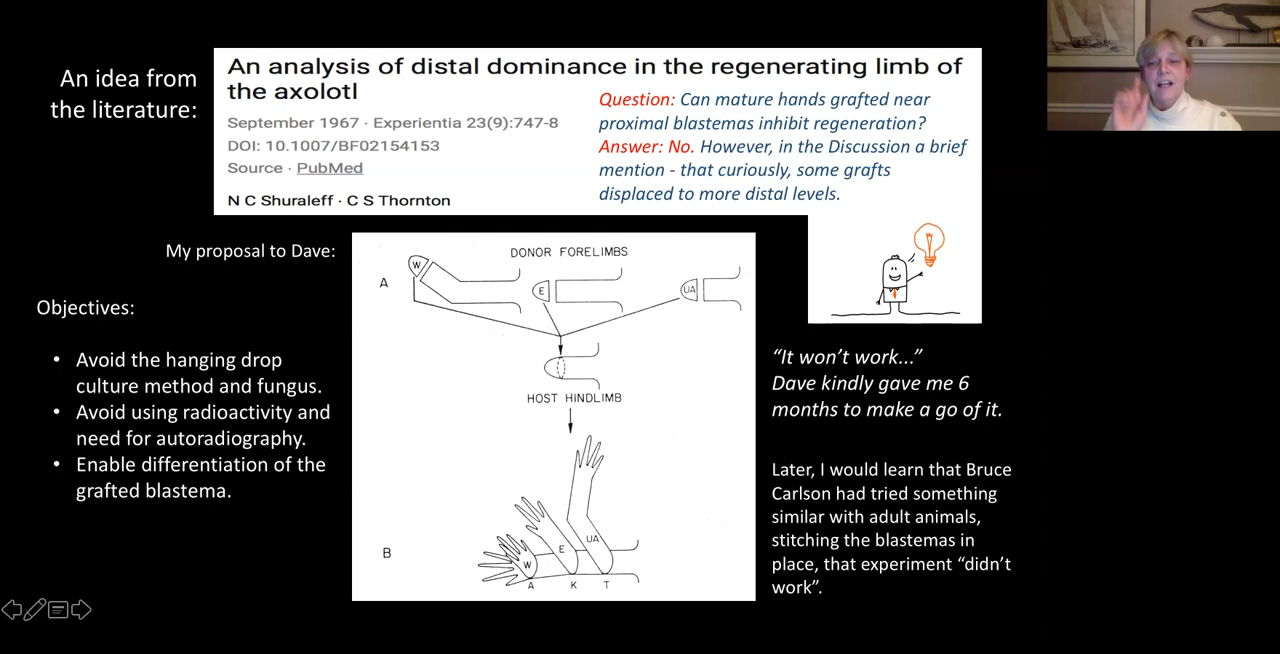 An idea from
the literature:
An analysis of distal dominance in the regenerating limb of
the axolotl
September 1967 · Experientia 23(9):747-8
DOI: 10.1007/BF02154153
Source · PubMed
N C Shuraleff · C S Thornton
Question: Can mature hands grafted near
proximal blastemas inhibit regeneration?
Answer: No. However, in the Discussion a brief
mention - that curiously, some grafts
displaced to more distal levels.
My proposal to Dave:
Objectives:
• Avoid the hanging drop
culture method and fungus.
• Avoid using radioactivity and
need for autoradiography.
• Enable differentiation of the
grafted blastema.
DONOR FORELIMBS
A
W
E
UA
HOST HINDLIMB
B
W
E
UA
A
K
T
“It won’t work...”
Dave kindly gave me 6
months to make a go of it.
Later, I would learn that Bruce
Carlson had tried something
similar with adult animals,
stitching the blastemas in
place, that experiment “didn’t
work”.